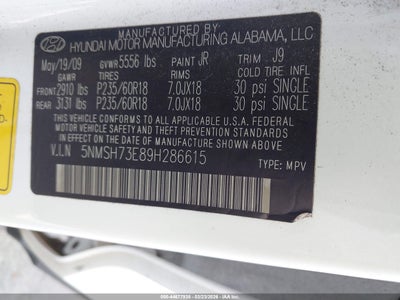 HYUNDAI
MANUFACTURED BY
HYUNDAI MOTOR MANUFACTURING ALABAMA, LLC
May/19/09 GVWR 5556 lbs PAINT JR TRIM J9
GAWR TIRES RIMS
FRONT 2910 lbs P235/60R18 7.0JX18 30 psi SINGLE
REAR 3131 lbs P235/60R18 7.0JX18 30 psi SINGLE
THIS VEHICLE CONFORMS TO ALL APPLICABLE U.S.A. FEDERAL MOTOR
VEHICLE SAFETY AND THEFT PREVENTION STANDARDS IN EFFECT ON
THE DATE OF MANUFACTURE SHOWN ABOVE.
V.I.N 5NMSH73E89H286615
TYPE: MPV